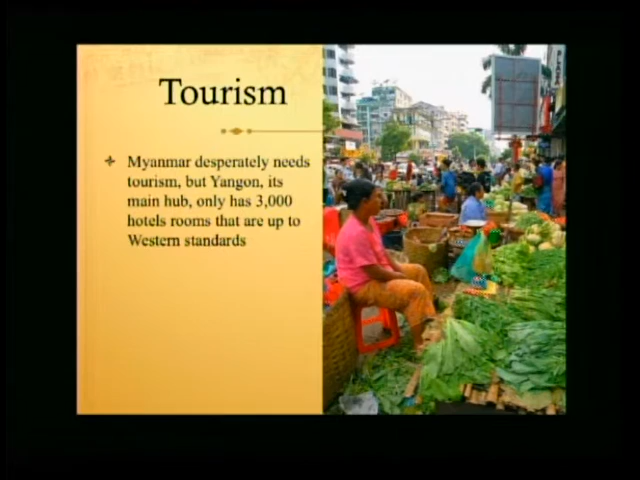 Tourism
Myanmar desperately needs
tourism, but Yangon, its
main hub, only has 3,000
hotels rooms that are up to
Western standards